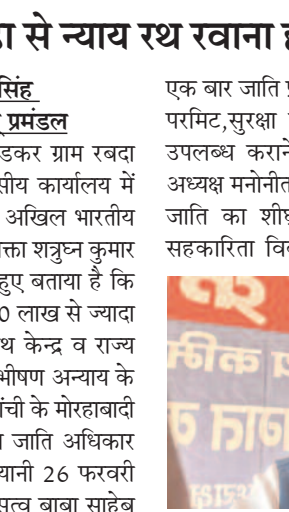 से न्याय रथ रवाना
सिंह
प्रमंडल
डकर ग्राम रबदा
सीय कार्यालय में
अखिल भारतीय
क्ता शत्रुघ्न कुमार
हुए बताया है कि
0 लाख से ज्यादा
थ केन्द्र व राज्य
भीषण अन्याय के
ांची के मोरहाबादी
जाति अधिकार
यानी 26 फरवरी
सत्व बाबा साहेब
एक बार जाति
परमिट,सुरक्षा
उपलब्ध कराने
अध्यक्ष मनोनीत
जाति का शीघ्
सहकारिता वि